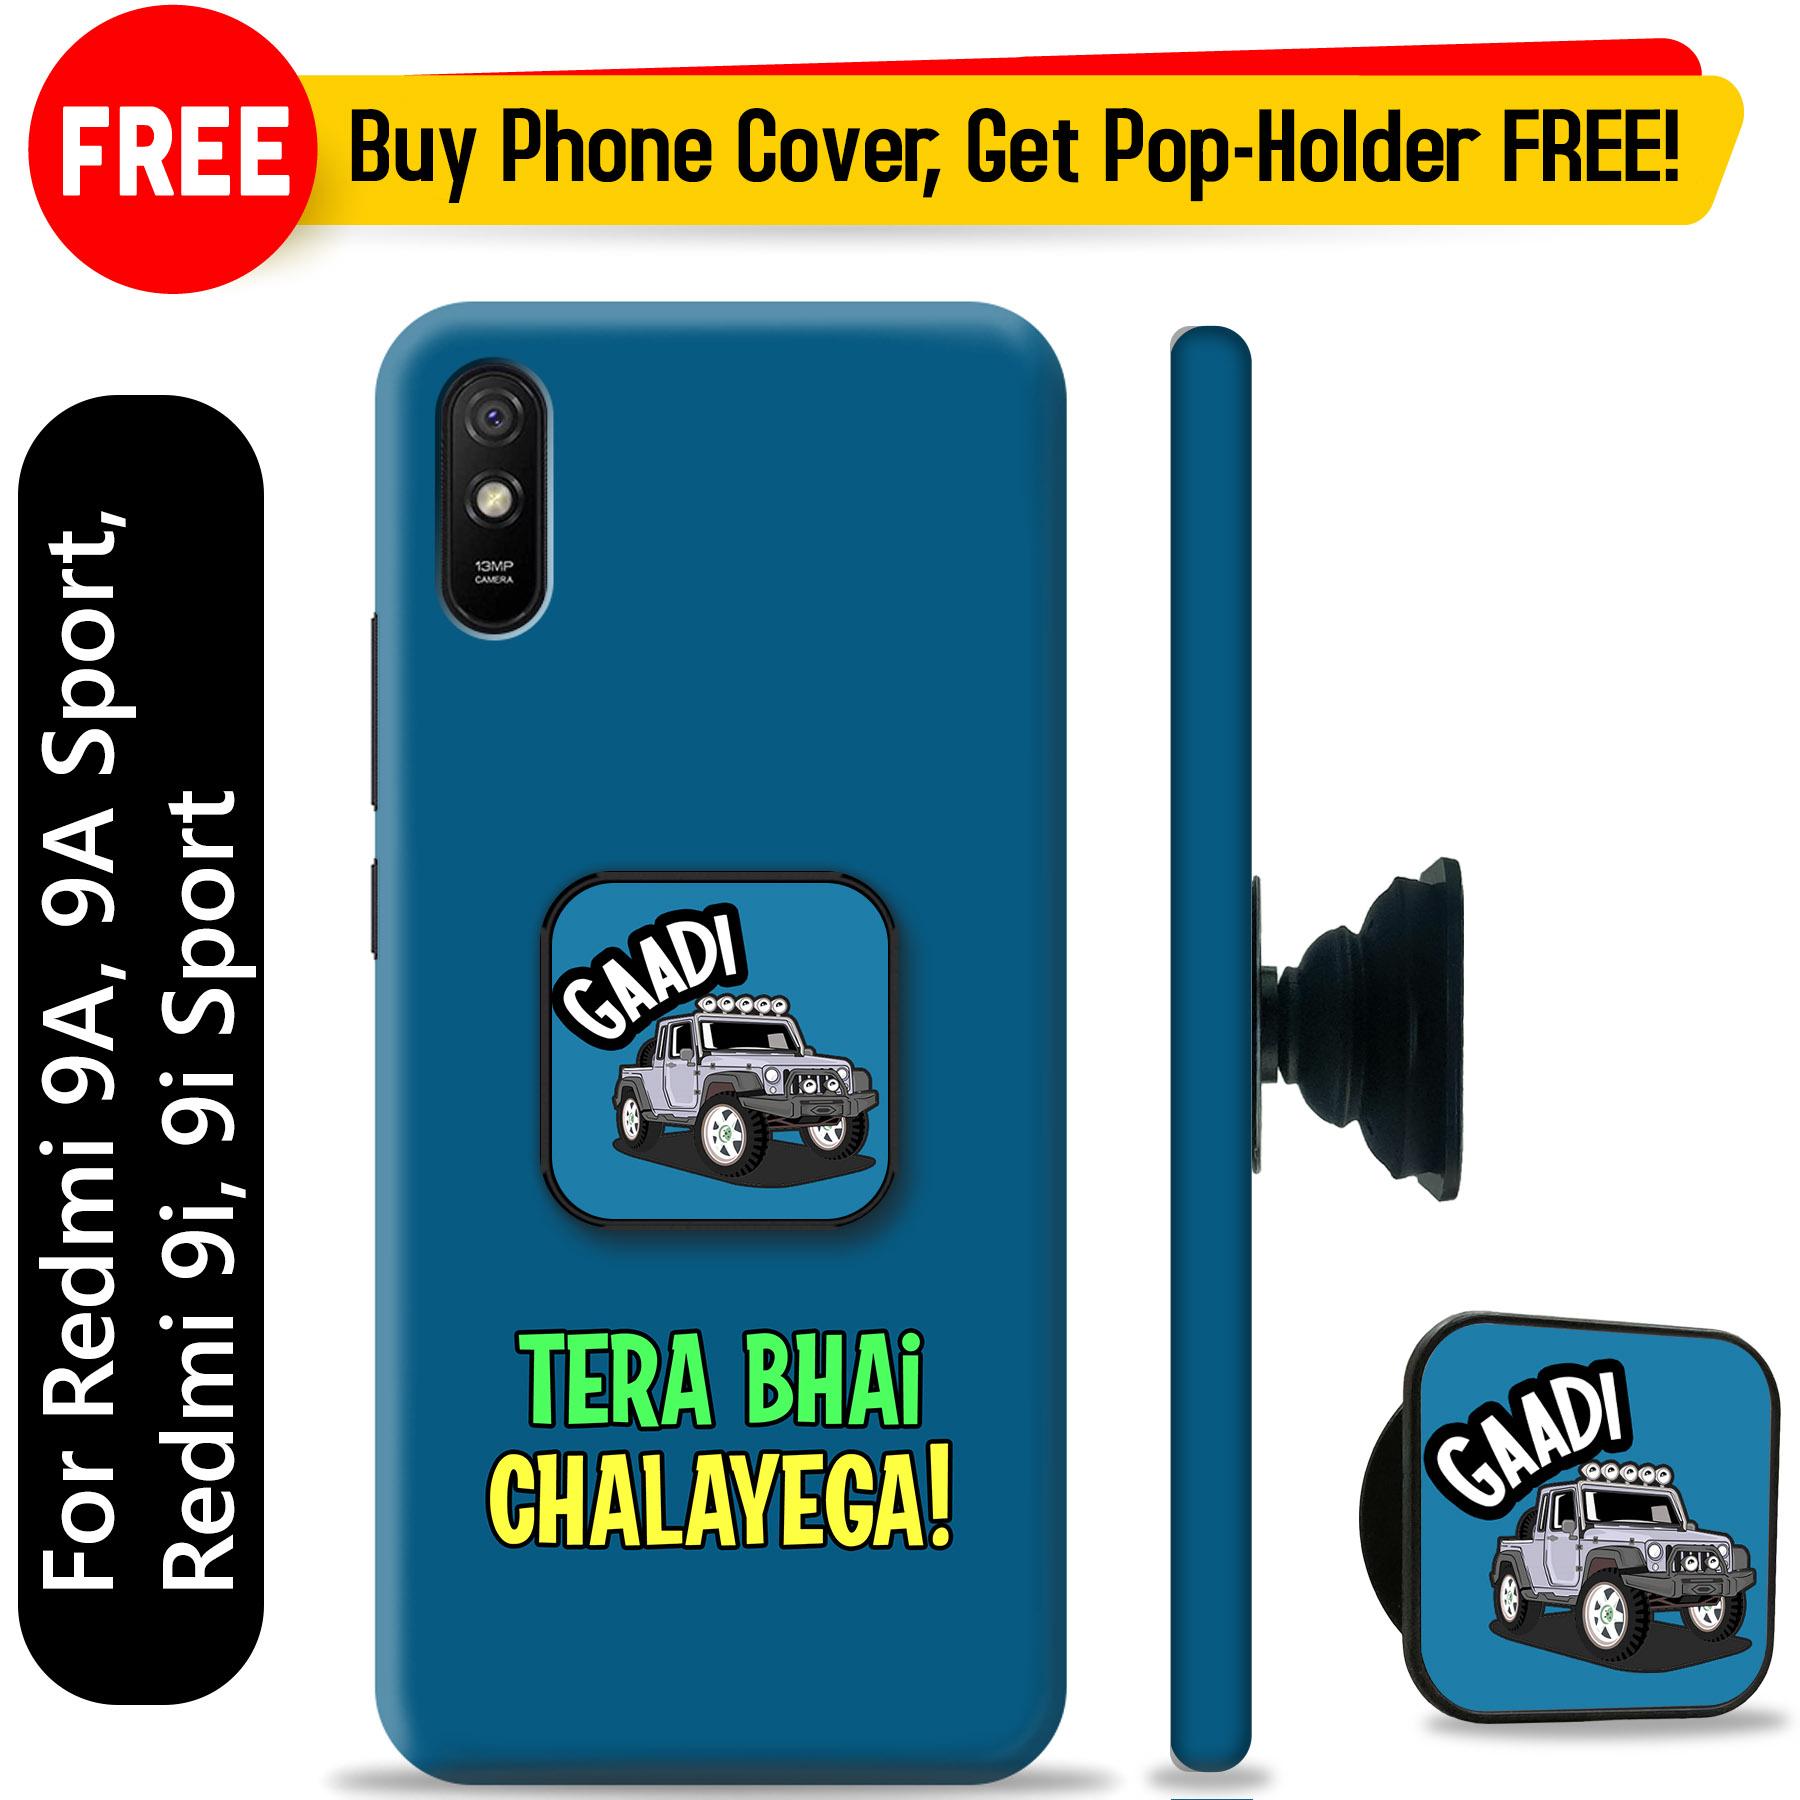 FREE
Buy Phone Cover, Get Pop-Holder FREE!
For Redmi 9A, 9A Sport,
Redmi 9i, 9i Sport
13MP
CAMERA
GAADI
TERA BHAi
CHALAYEGA!
GAADI